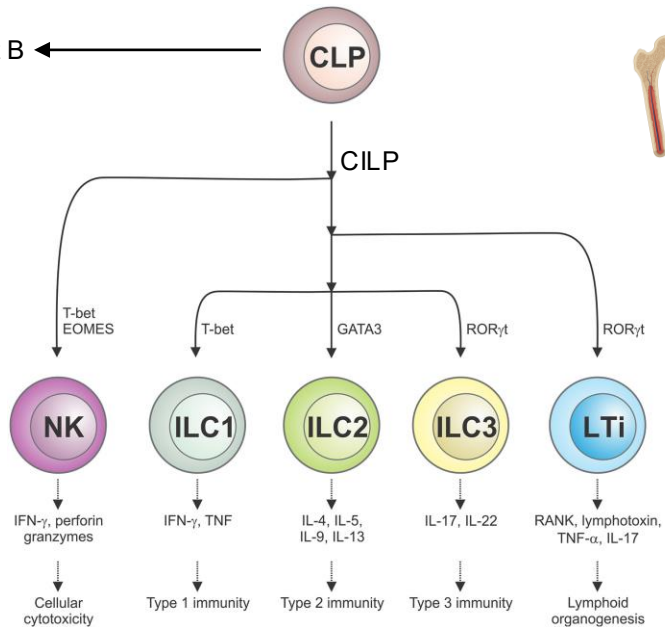 B
CLP
CILP
T-bet
EOMES
T-bet
GATA3
RORγt
RORγt
NK
ILC1
ILC2
ILC3
LTi
IFN-γ, perforin
granzymes
IFN-γ, TNF
IL-4, IL-5,
IL-9, IL-13
IL-17, IL-22
RANK, lymphotoxin,
TNF-α, IL-17
Cellular
cytotoxicity
Type 1 immunity
Type 2 immunity
Type 3 immunity
Lymphoid
organogenesis